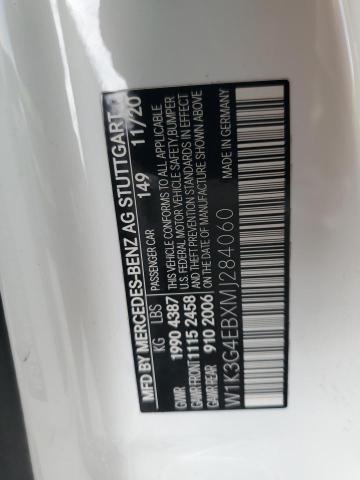 MFD BY MERCEDES-BENZ AG STUTTGART
PASSENGER CAR 149 11/20
KG LBS
GVWR 1990 4387
GAWR FRONT 1115 2458
GAWR REAR 910 2006
THIS VEHICLE CONFORMS TO ALL APPLICABLE
U.S. FEDERAL MOTOR VEHICLE SAFETY, BUMPER
AND THEFT PREVENTION STANDARDS IN EFFECT
ON THE DATE OF MANUFACTURE SHOWN ABOVE
W1K3G4EBXMJ284060
MADE IN GERMANY